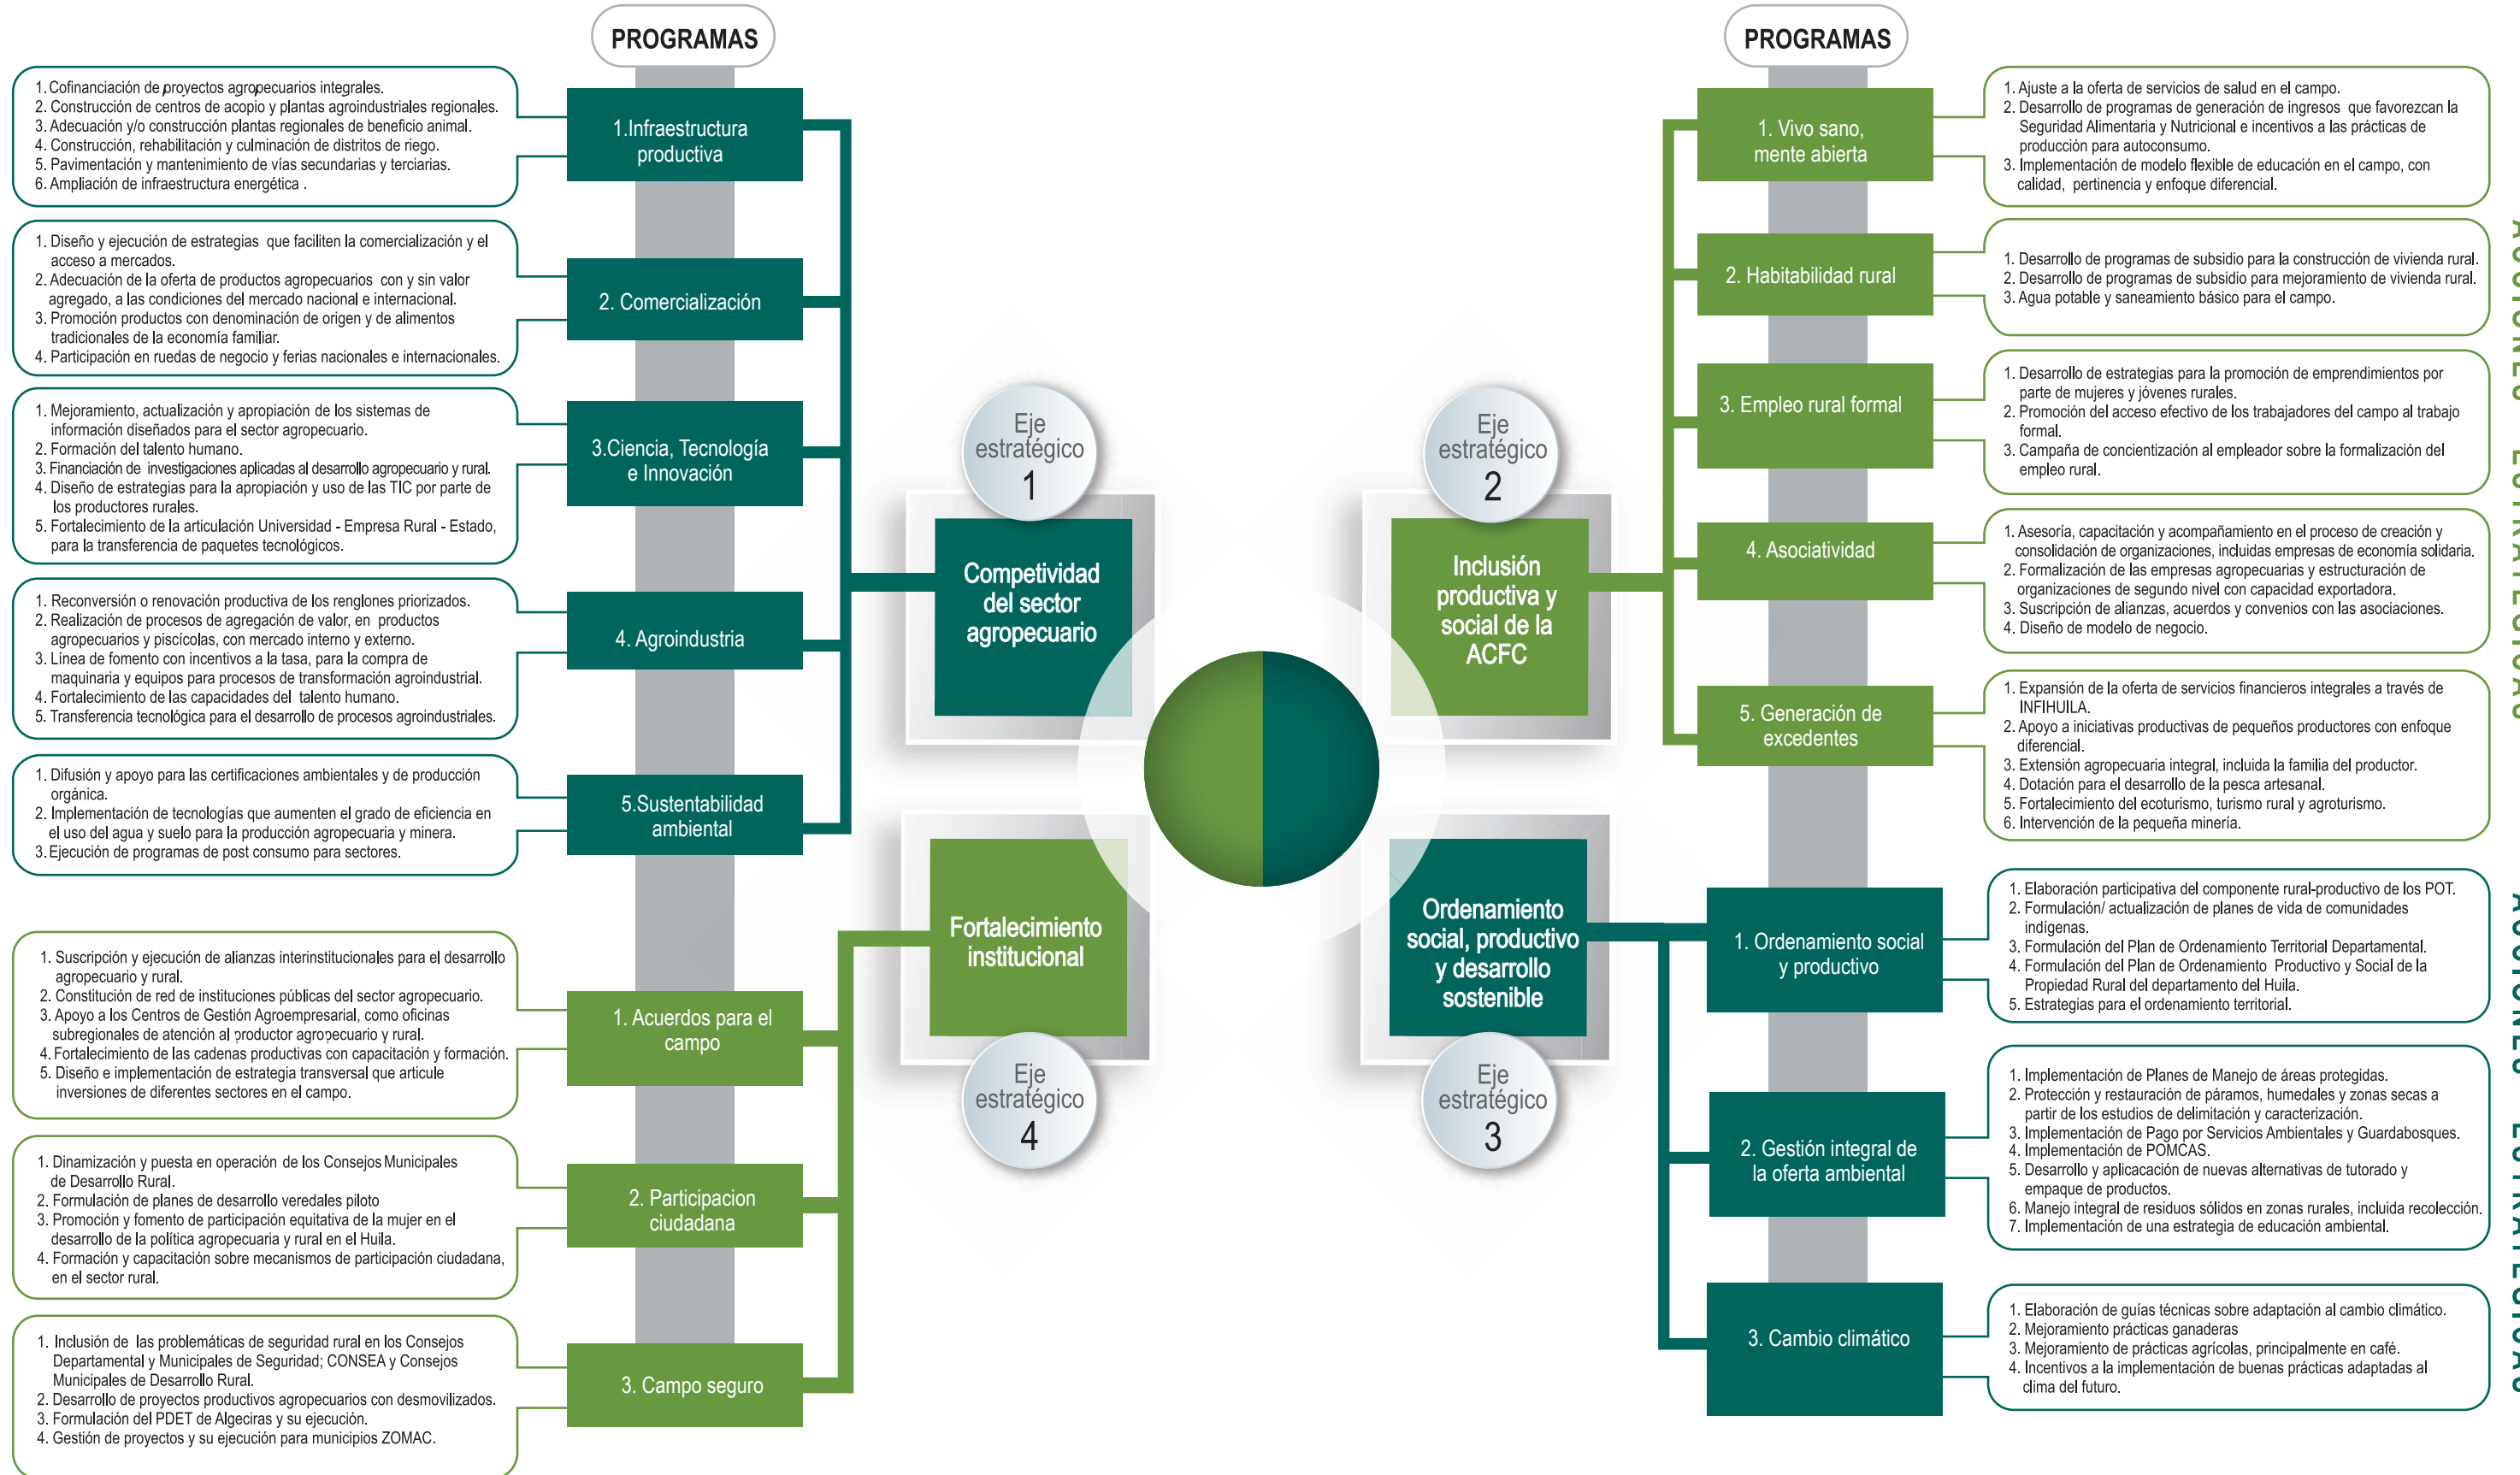 PROGRAMAS
1. Cofinanciación de proyectos agropecuarios integrales.
2. Construcción de centros de acopio y plantas agroindustriales regionales.
3. Adecuación y/o construcción plantas regionales de beneficio animal.
4. Construcción, rehabilitación y culminación de distritos de riego.
5. Pavimentación y mantenimiento de vías secundarias y terciarias.
6. Ampliación de infraestructura energética .
1.Infraestructura
productiva
1. Diseño y ejecución de estrategias que faciliten la comercialización y el
acceso a mercados.
2. Adecuación de la oferta de productos agropecuarios con y sin valor
agregado, a las condiciones del mercado nacional e internacional.
3. Promoción productos con denominación de origen y de alimentos
tradicionales de la economía familiar.
4. Participación en ruedas de negocio y ferias nacionales e internacionales.
2. Comercialización
1. Mejoramiento, actualización y apropiación de los sistemas de
información diseñados para el sector agropecuario.
2. Formación del talento humano.
3. Financiación de investigaciones aplicadas al desarrollo agropecuario y rural.
4. Diseño de estrategias para la apropiación y uso de las TIC por parte de
los productores rurales.
5. Fortalecimiento de la articulación Universidad - Empresa Rural - Estado,
para la transferencia de paquetes tecnológicos.
3.Ciencia, Tecnología
e Innovación
1. Reconversión o renovación productiva de los renglones priorizados.
2. Realización de procesos de agregación de valor, en productos
agropecuarios y piscícolas, con mercado interno y externo.
3. Línea de fomento con incentivos a la tasa, para la compra de
maquinaria y equipos para procesos de transformación agroindustrial.
4. Fortalecimiento de las capacidades del talento humano.
5. Transferencia tecnológica para el desarrollo de procesos agroindustriales.
4. Agroindustria
1. Difusión y apoyo para las certificaciones ambientales y de producción
orgánica.
2. Implementación de tecnologías que aumenten el grado de eficiencia en
el uso del agua y suelo para la producción agropecuaria y minera.
3. Ejecución de programas de post consumo para sectores.
5.Sustentabilidad
ambiental
Eje
estratégico
1
Competividad
del sector
agropecuario
1. Suscripción y ejecución de alianzas interinstitucionales para el desarrollo
agropecuario y rural.
2. Constitución de red de instituciones públicas del sector agropecuario.
3. Apoyo a los Centros de Gestión Agroempresarial, como oficinas
subregionales de atención al productor agropecuario y rural.
4. Fortalecimiento de las cadenas productivas con capacitación y formación.
5. Diseño e implementación de estrategia transversal que articule
inversiones de diferentes sectores en el campo.
1. Acuerdos para el
campo
1. Dinamización y puesta en operación de los Consejos Municipales
de Desarrollo Rural.
2. Formulación de planes de desarrollo veredales piloto
3. Promoción y fomento de participación equitativa de la mujer en el
desarrollo de la política agropecuaria y rural en el Huila.
4. Formación y capacitación sobre mecanismos de participación ciudadana,
en el sector rural.
2. Participacion
ciudadana
1. Inclusión de las problemáticas de seguridad rural en los Consejos
Departamental y Municipales de Seguridad; CONSEA y Consejos
Municipales de Desarrollo Rural.
2. Desarrollo de proyectos productivos agropecuarios con desmovilizados.
3. Formulación del PDET de Algeciras y su ejecución.
4. Gestión de proyectos y su ejecución para municipios ZOMAC.
3. Campo seguro
Fortalecimiento
institucional
Eje
estratégico
4
PROGRAMAS
Eje
estratégico
2
Inclusión
productiva y
social de la
ACFC
1. Vivo sano,
mente abierta
1. Ajuste a la oferta de servicios de salud en el campo.
2. Desarrollo de programas de generación de ingresos que favorezcan la
Seguridad Alimentaria y Nutricional e incentivos a las prácticas de
producción para autoconsumo.
3. Implementación de modelo flexible de educación en el campo, con
calidad, pertinencia y enfoque diferencial.
2. Habitabilidad rural
1. Desarrollo de programas de subsidio para la construcción de vivienda rural.
2. Desarrollo de programas de subsidio para mejoramiento de vivienda rural.
3. Agua potable y saneamiento básico para el campo.
3. Empleo rural formal
1. Desarrollo de estrategias para la promoción de emprendimientos por
parte de mujeres y jóvenes rurales.
2. Promoción del acceso efectivo de los trabajadores del campo al trabajo
formal.
3. Campaña de concientización al empleador sobre la formalización del
empleo rural.
4. Asociatividad
1. Asesoría, capacitación y acompañamiento en el proceso de creación y
consolidación de organizaciones, incluidas empresas de economía solidaria.
2. Formalización de las empresas agropecuarias y estructuración de
organizaciones de segundo nivel con capacidad exportadora.
3. Suscripción de alianzas, acuerdos y convenios con las asociaciones.
4. Diseño de modelo de negocio.
5. Generación de
excedentes
1. Expansión de la oferta de servicios financieros integrales a través de
INFIHUILA.
2. Apoyo a iniciativas productivas de pequeños productores con enfoque
diferencial.
3. Extensión agropecuaria integral, incluida la familia del productor.
4. Dotación para el desarrollo de la pesca artesanal.
5. Fortalecimiento del ecoturismo, turismo rural y agroturismo.
6. Intervención de la pequeña minería.
Ordenamiento
social, productivo
y desarrollo
sostenible
Eje
estratégico
3
1. Ordenamiento social
y productivo
1. Elaboración participativa del componente rural-productivo de los POT.
2. Formulación/ actualización de planes de vida de comunidades
indígenas.
3. Formulación del Plan de Ordenamiento Territorial Departamental.
4. Formulación del Plan de Ordenamiento Productivo y Social de la
Propiedad Rural del departamento del Huila.
5. Estrategias para el ordenamiento territorial.
2. Gestión integral de
la oferta ambiental
1. Implementación de Planes de Manejo de áreas protegidas.
2. Protección y restauración de páramos, humedales y zonas secas a
partir de los estudios de delimitación y caracterización.
3. Implementación de Pago por Servicios Ambientales y Guardabosques.
4. Implementación de POMCAS.
5. Desarrollo y aplicacación de nuevas alternativas de tutorado y
empaque de productos.
6. Manejo integral de residuos sólidos en zonas rurales, incluida recolección.
7. Implementación de una estrategia de educación ambiental.
3. Cambio climático
1. Elaboración de guías técnicas sobre adaptación al cambio climático.
2. Mejoramiento prácticas ganaderas
3. Mejoramiento de prácticas agrícolas, principalmente en café.
4. Incentivos a la implementación de buenas prácticas adaptadas al
clima del futuro.